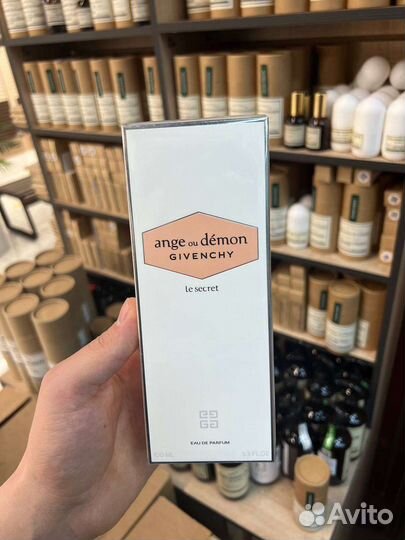 ange ou démon
GIVENCHY
le secret
EAU DE PARFUM
100 ML 3.3 FL.OZ
Avito